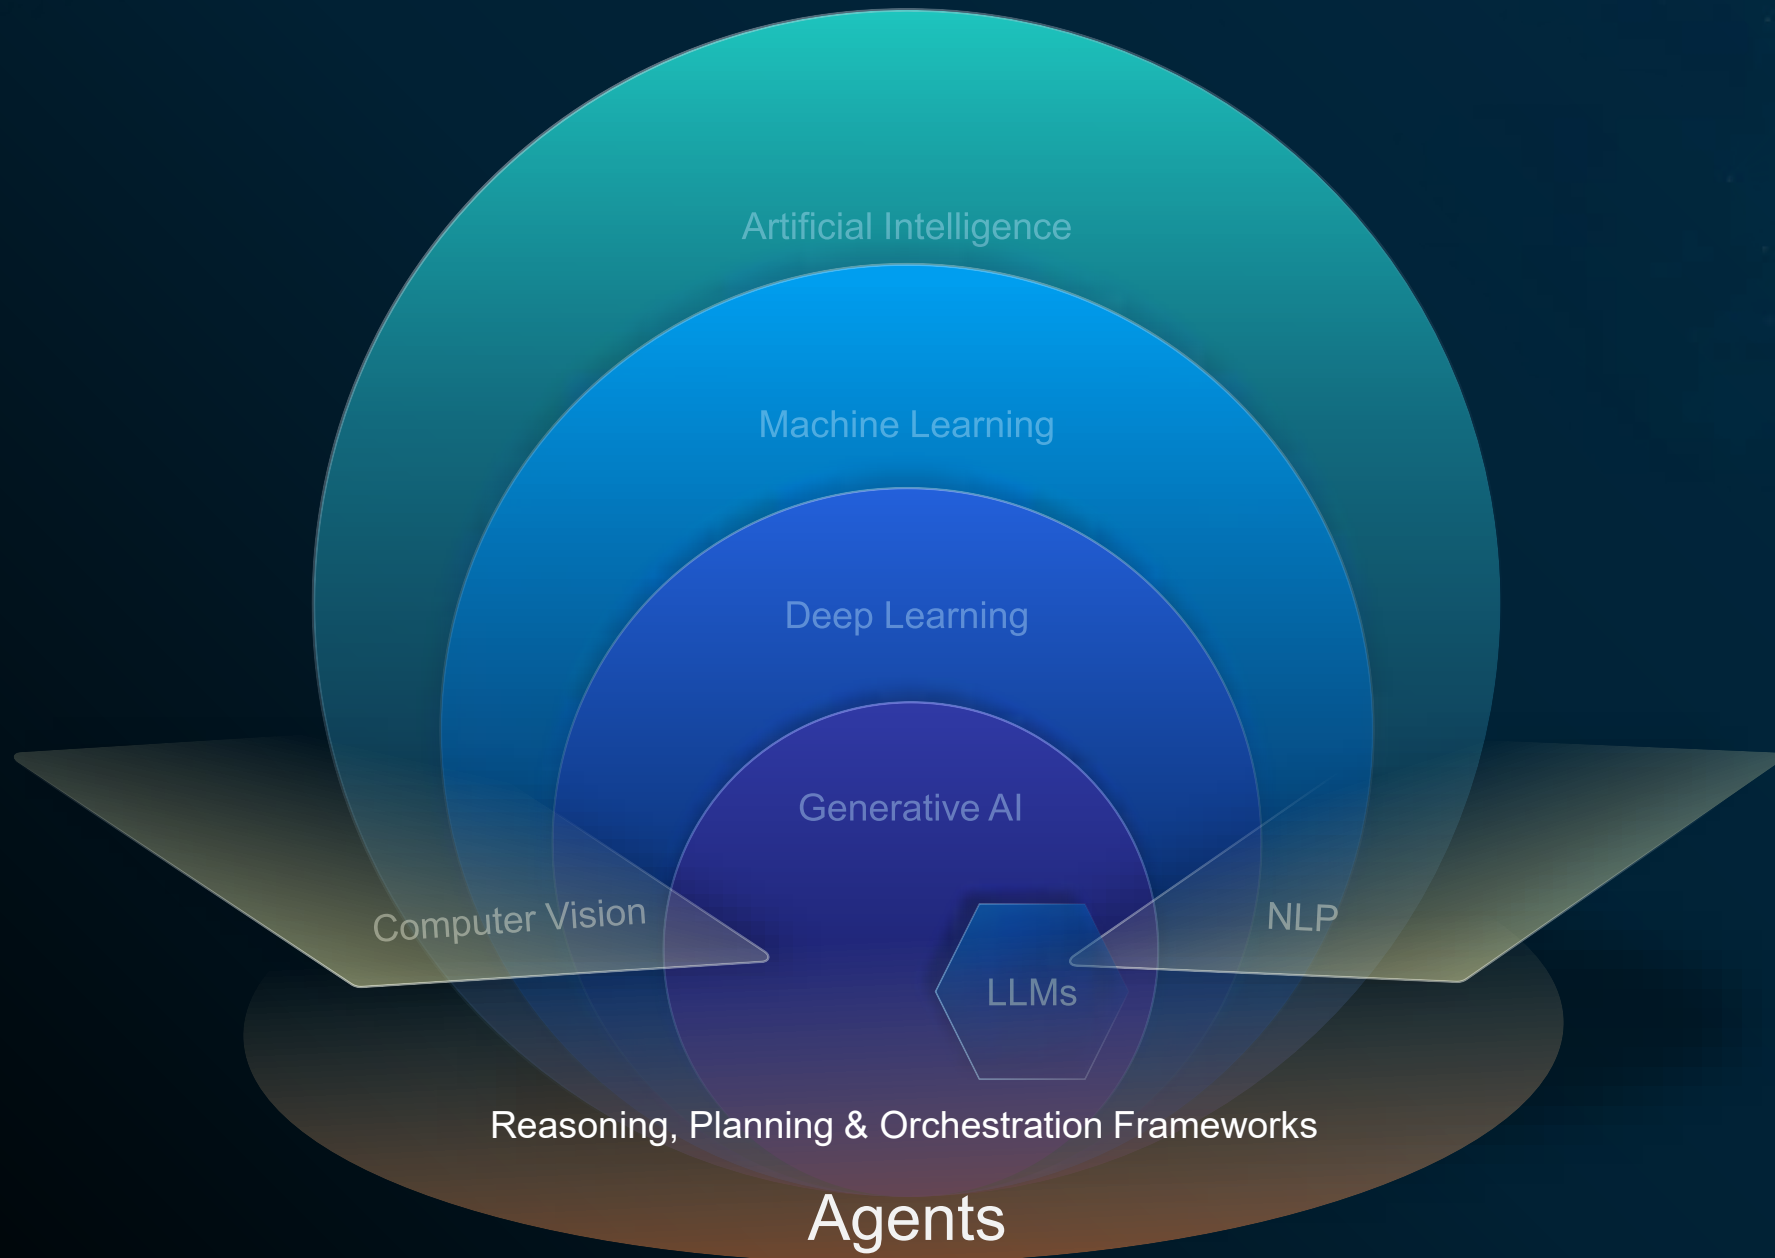 Artificial Intelligence
Machine Learning
Deep Learning
Generative AI
Computer Vision
NLP
LLMs
Reasoning, Planning & Orchestration Frameworks
Agents